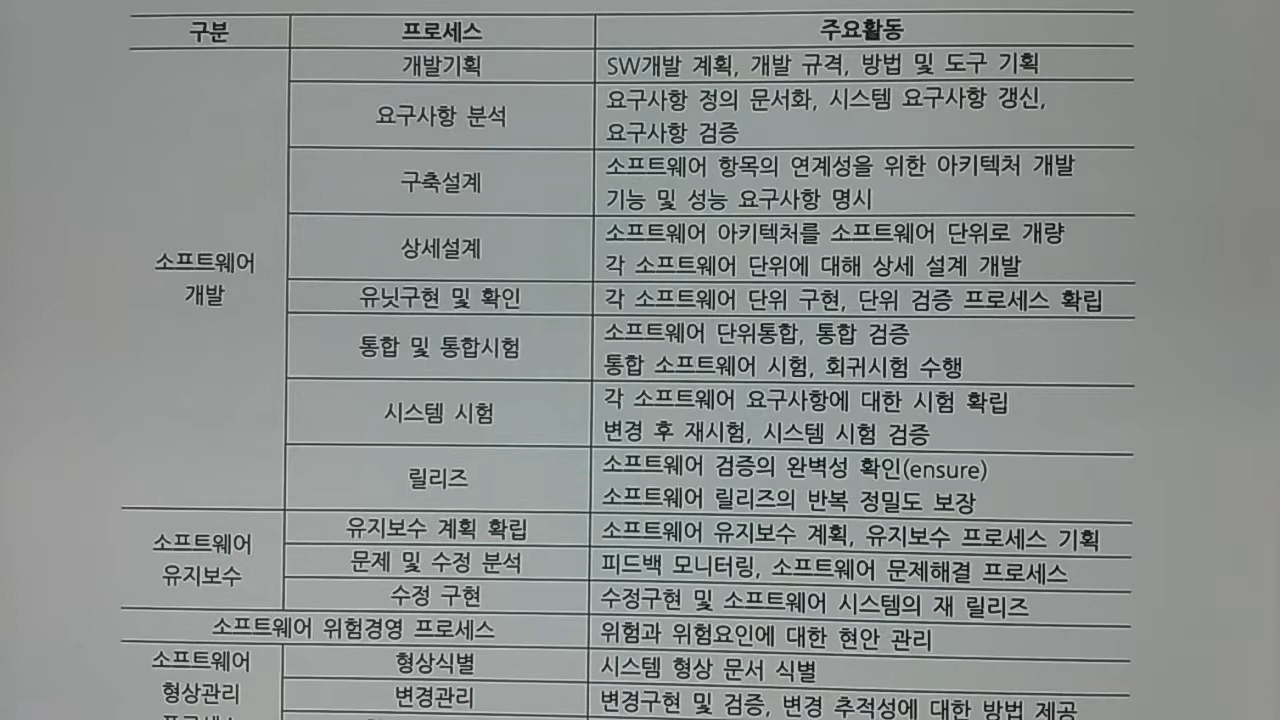 구분 프로세스 주요활동
개발기획 SW개발 계획, 개발 규격, 방법 및 도구 기획
요구사항 분석 요구사항 정의 문서화, 시스템 요구사항 갱신,
요구사항 검증
구축설계 소프트웨어 항목의 연계성을 위한 아키텍처 개발
기능 및 성능 요구사항 명시
소프트웨어
개발
상세설계 소프트웨어 아키텍처를 소프트웨어 단위로 개량
각 소프트웨어 단위에 대해 상세 설계 개발
유닛구현 및 확인 각 소프트웨어 단위 구현, 단위 검증 프로세스 확립
통합 및 통합시험 소프트웨어 단위통합, 통합 검증
통합 소프트웨어 시험, 회귀시험 수행
시스템 시험 각 소프트웨어 요구사항에 대한 시험 확립
변경 후 재시험, 시스템 시험 검증
릴리즈 소프트웨어 검증의 완벽성 확인(ensure)
소프트웨어 릴리즈의 반복 정밀도 보장
소프트웨어
유지보수
유지보수 계획 확립 소프트웨어 유지보수 계획, 유지보수 프로세스 기획
문제 및 수정 분석 피드백 모니터링, 소프트웨어 문제해결 프로세스
수정 구현 수정구현 및 소프트웨어 시스템의 재 릴리즈
소프트웨어 위험경영 프로세스 위험과 위험요인에 대한 현안 관리
소프트웨어
형상관리
형상식별 시스템 형상 문서 식별
변경관리 변경구현 및 검증, 변경 추적성에 대한 방법 제공